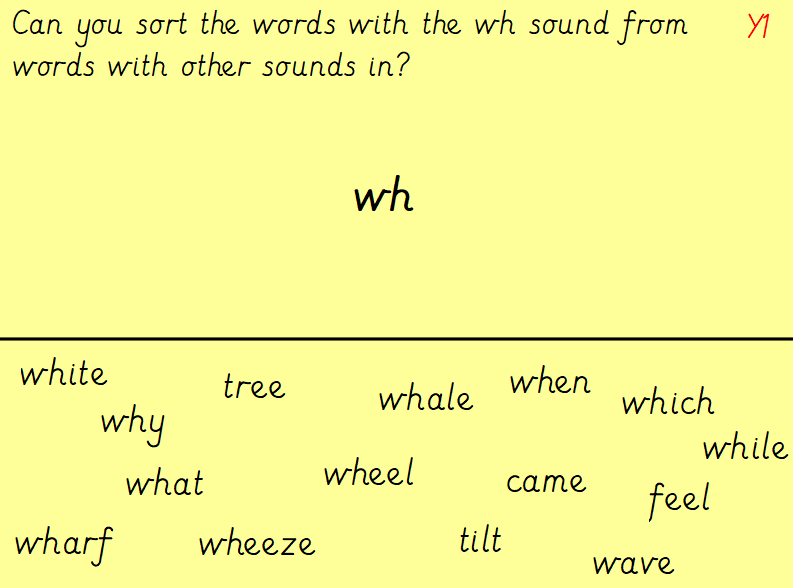 Can you sort the words with the wh sound from Y1
words with other sounds in?
wh
white tree whale when which
why while
what wheel came feel
wharf wheeze tilt wave